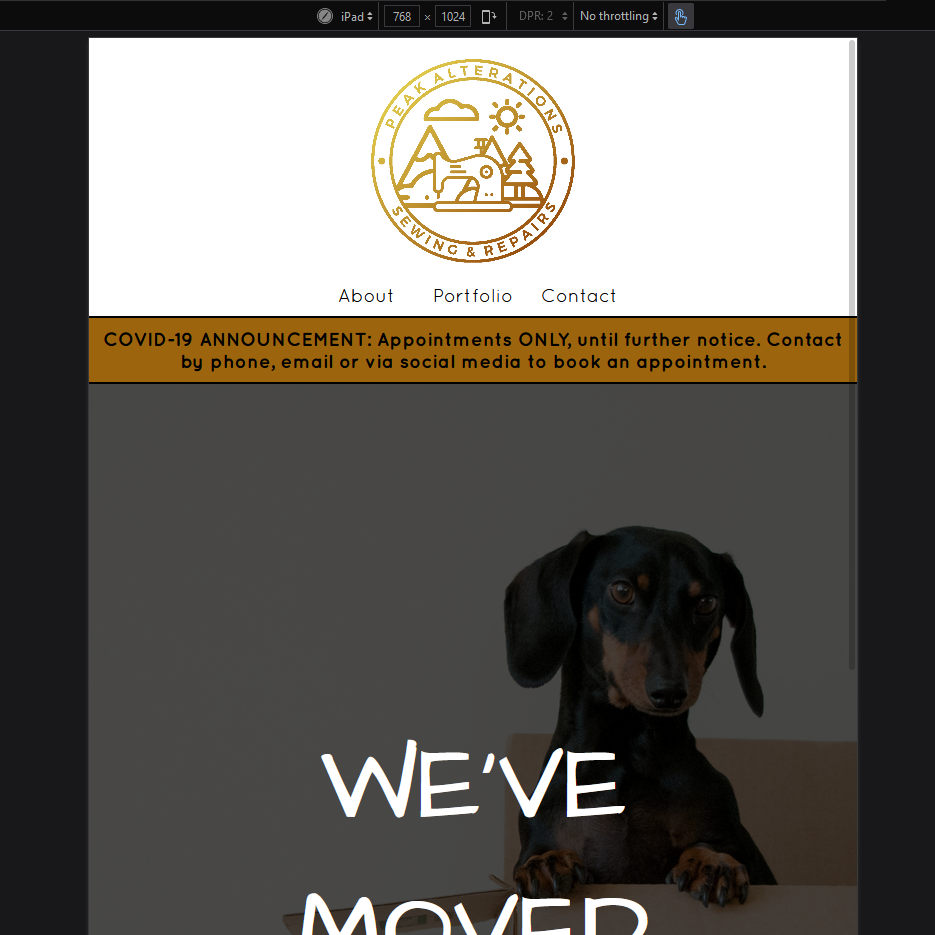 iPad 768 × 1024 DPR: 2 No throttling
PEAK ALTERATIONS
SEWING & REPAIRS
About Portfolio Contact
COVID-19 ANNOUNCEMENT: Appointments ONLY, until further notice. Contact
by phone, email or via social media to book an appointment.
WE'VE
MOVED